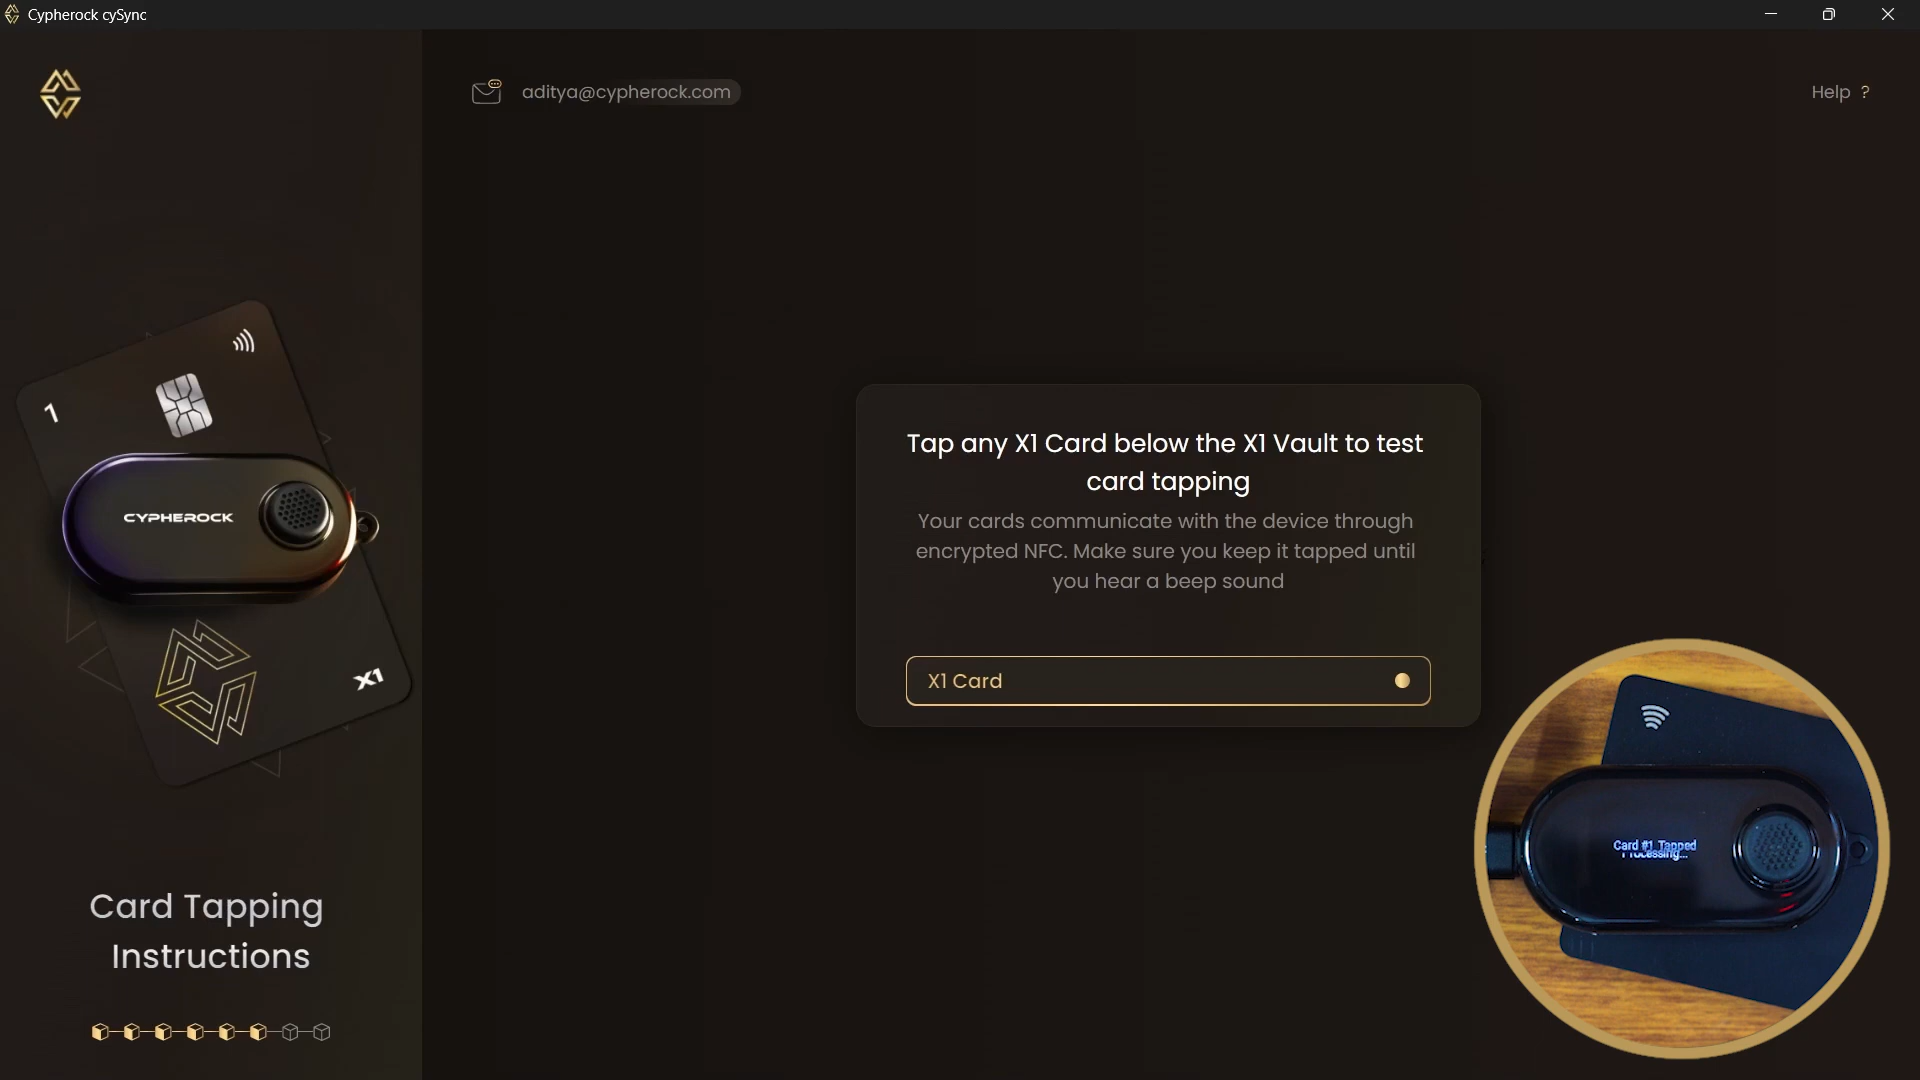 Cypherock cySync
aditya@cypherock.com
Help ?
1
CYPHEROCK
X1
Card Tapping
Instructions
Tap any X1 Card below the X1 Vault to test
card tapping
Your cards communicate with the device through
encrypted NFC. Make sure you keep it tapped until
you hear a beep sound
X1 Card
Card #1 Tapped
Processing...